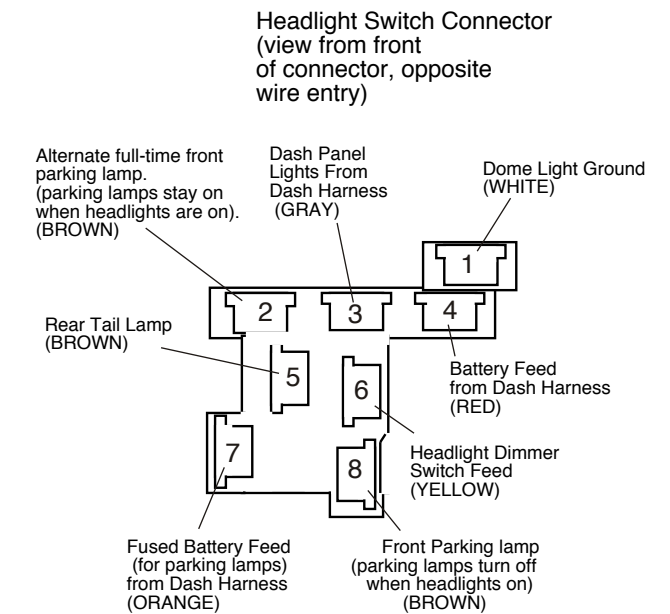 Headlight Switch Connector
(view from front
of connector, opposite
wire entry)
Alternate full-time front
parking lamp.
(parking lamps stay on
when headlights are on).
(BROWN)
Dash Panel
Lights From
Dash Harness
(GRAY)
Dome Light Ground
(WHITE)
1
2
3
4
Rear Tail Lamp
(BROWN)
5
6
Battery Feed
from Dash Harness
(RED)
7
8
Headlight Dimmer
Switch Feed
(YELLOW)
Fused Battery Feed
(for parking lamps)
from Dash Harness
(ORANGE)
Front Parking lamp
(parking lamps turn off
when headlights on)
(BROWN)